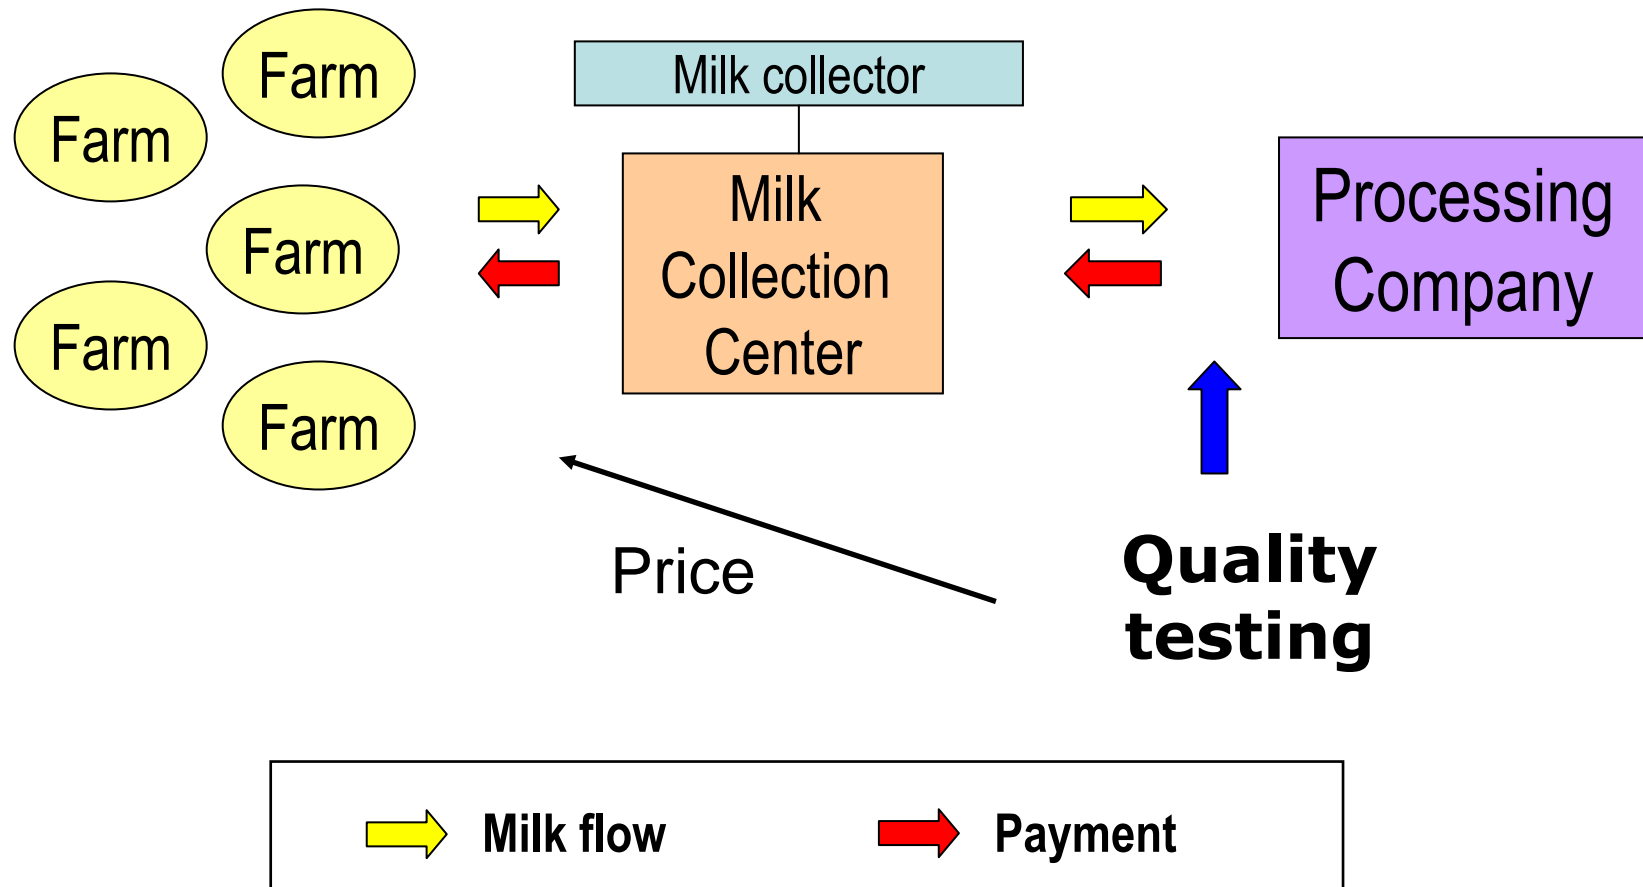 Farm
Farm
Farm
Farm
Farm
Milk collector
Milk
Collection
Center
Processing
Company
Price
Quality
testing
Milk flow
Payment